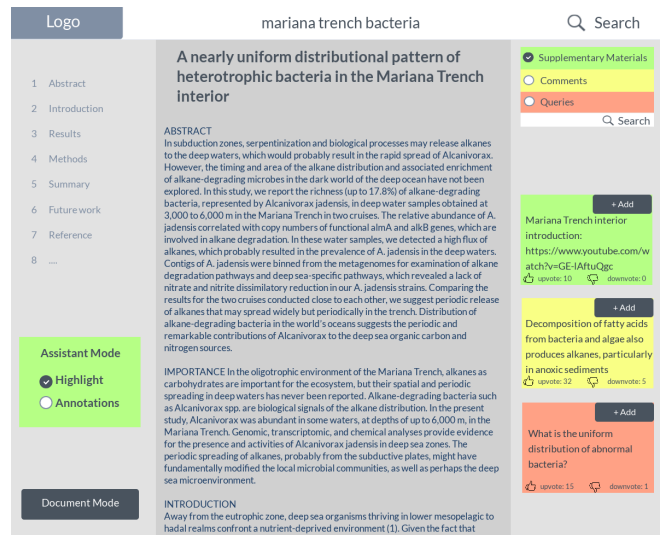 Logo
mariana trench bacteria
Search
1 Abstract
2 Introduction
3 Results
4 Methods
5 Summary
6 Future work
7 Reference
8 ....
Assistant Mode
Highlight
Annotations
Document Mode
A nearly uniform distributional pattern of
heterotrophic bacteria in the Mariana Trench
interior
ABSTRACT
In subduction zones, serpentinization and biological processes may release alkanes
to the deep waters, which would probably result in the rapid spread of Alcanivorax.
However, the timing and area of the alkane distribution and associated enrichment
of alkane-degrading microbes in the dark world of the deep ocean have not been
explored. In this study, we report the richness (up to 17.8%) of alkane-degrading
bacteria, represented by Alcanivorax jadensis, in deep water samples obtained at
3,000 to 6,000 m in the Mariana Trench in two cruises. The relative abundance of A.
jadensis correlated with copy numbers of functional almA and alkB genes, which are
involved in alkane degradation. In these water samples, we detected a high flux of
alkanes, which probably resulted in the prevalence of A. jadensis in the deep waters.
Contigs of A. jadensis were binned from the metagenomes for examination of alkane
degradation pathways and deep sea-specific pathways, which revealed a lack of
nitrate and nitrite dissimilatory reduction in our A. jadensis strains. Comparing the
results for the two cruises conducted close to each other, we suggest periodic release
of alkanes that may spread widely but periodically in the trench. Distribution of
alkane-degrading bacteria in the world's oceans suggests the periodic and
remarkable contributions of Alcanivorax to the deep sea organic carbon and
nitrogen sources.
IMPORTANCE In the oligotrophic environment of the Mariana Trench, alkanes as
carbohydrates are important for the ecosystem, but their spatial and periodic
spreading in deep waters has never been reported. Alkane-degrading bacteria such
as Alcanivorax spp. are biological signals of the alkane distribution. In the present
study, Alcanivorax was abundant in some waters, at depths of up to 6,000 m, in the
Mariana Trench. Genomic, transcriptomic, and chemical analyses provide evidence
for the presence and activities of Alcanivorax jadensis in deep sea zones. The
periodic spreading of alkanes, probably from the subductive plates, might have
fundamentally modified the local microbial communities, as well as perhaps the deep
sea microenvironment.
INTRODUCTION
Away from the eutrophic zone, deep sea organisms thriving in lower mesopelagic to
hadal realms confront a nutrient-deprived environment (1). Given the fact that
Supplementary Materials
Comments
Queries
Search
+ Add
Mariana Trench interior
introduction:
https://www.youtube.com/w
atch?v=GE-IAftuQgc
upvote: 10 downvote: 0
+ Add
Decomposition of fatty acids
from bacteria and algae also
produces alkanes, particularly
in anoxic sediments
upvote: 32 downvote: 5
+ Add
What is the uniform
distribution of abnormal
bacteria?
upvote: 15 downvote: 1